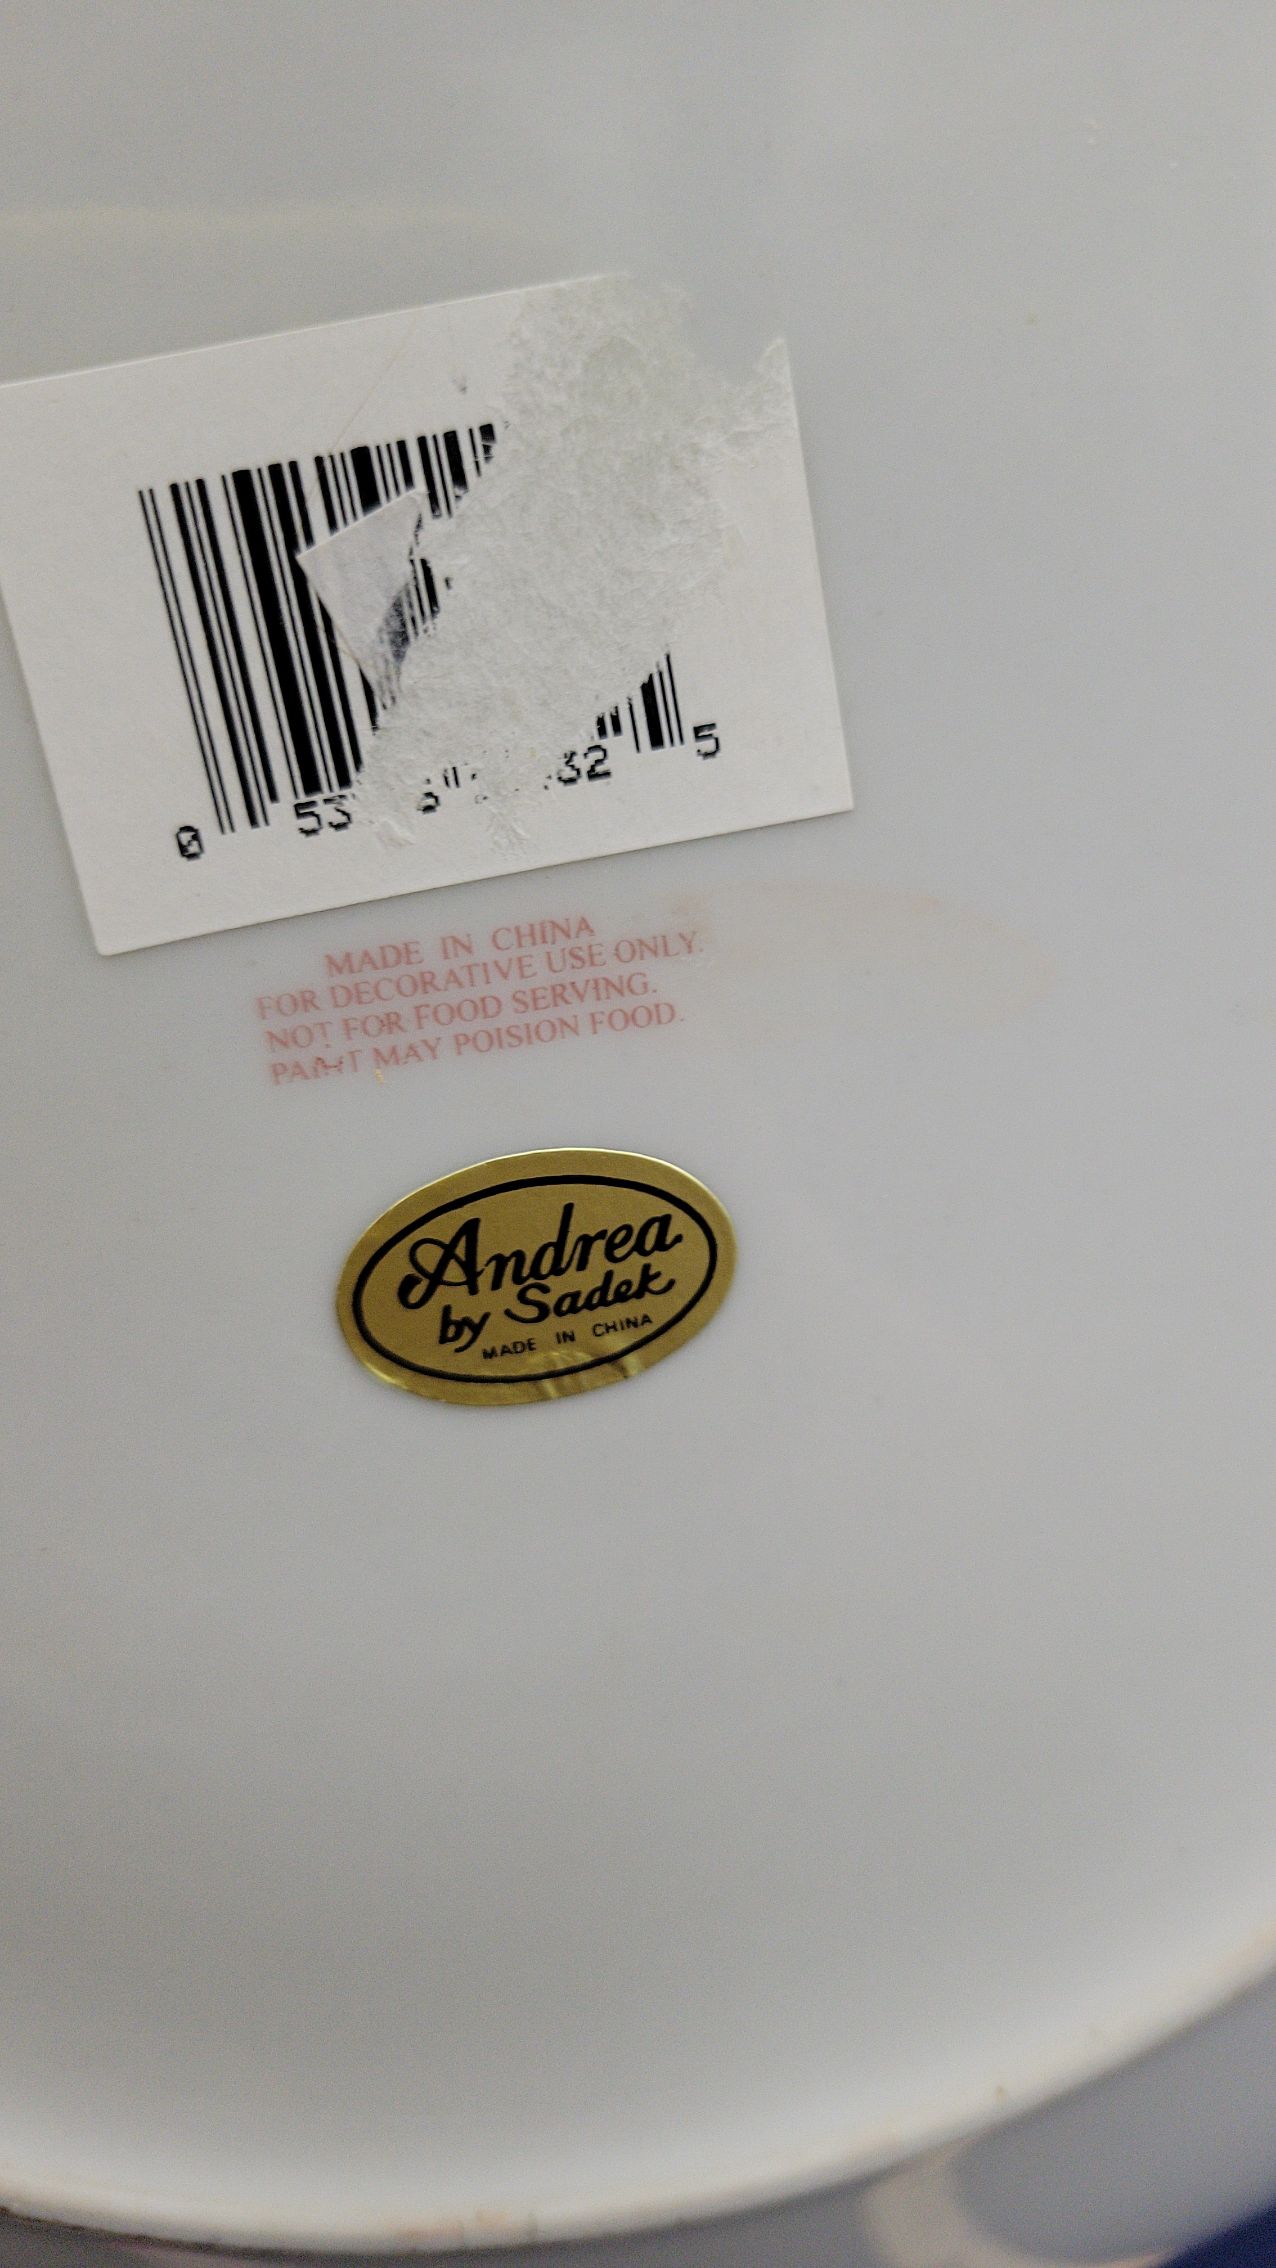 0 53 32 5
MADE IN CHINA
FOR DECORATIVE USE ONLY.
NOT FOR FOOD SERVING.
PAINT MAY POISION FOOD.
Andrea
by Sadek
MADE IN CHINA